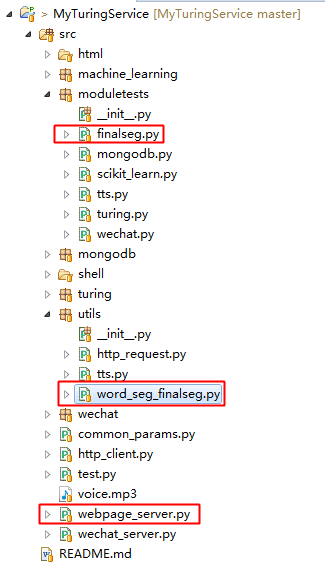 > MyTuringService [MyTuringService master]
src
html
machine_learning
moduletests
__init__.py
finalseg.py
mongodb.py
scikit_learn.py
tts.py
turing.py
wechat.py
mongodb
shell
turing
utils
__init__.py
http_request.py
tts.py
word_seg_finalseg.py
wechat
common_params.py
http_client.py
test.py
voice.mp3
webpage_server.py
wechat_server.py
README.md